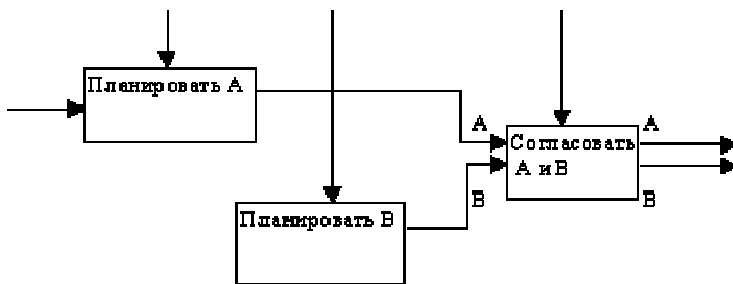 Планировать А
А
Согласовать
А и В
А
Планировать В
В
В